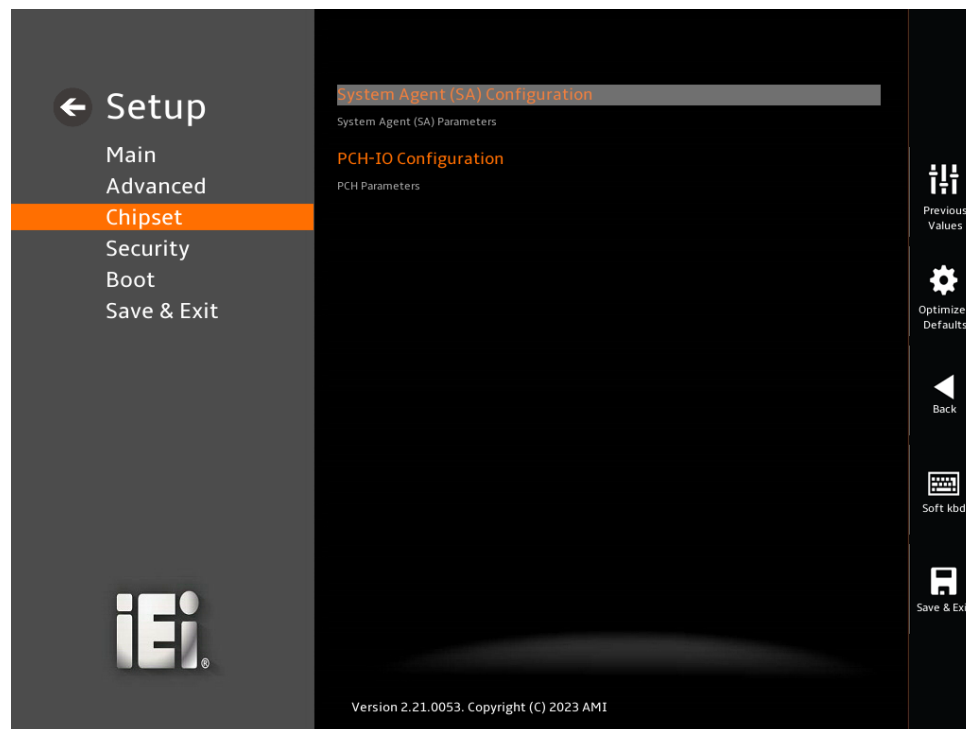 Setup
Main
Advanced
Chipset
Security
Boot
Save & Exit
System Agent (SA) Configuration
System Agent (SA) Parameters
PCH-IO Configuration
PCH Parameters
Previous
Values
Optimize
Defaults
Back
Soft kbd
Save & Exi
iEi®
Version 2.21.0053. Copyright (C) 2023 AMI